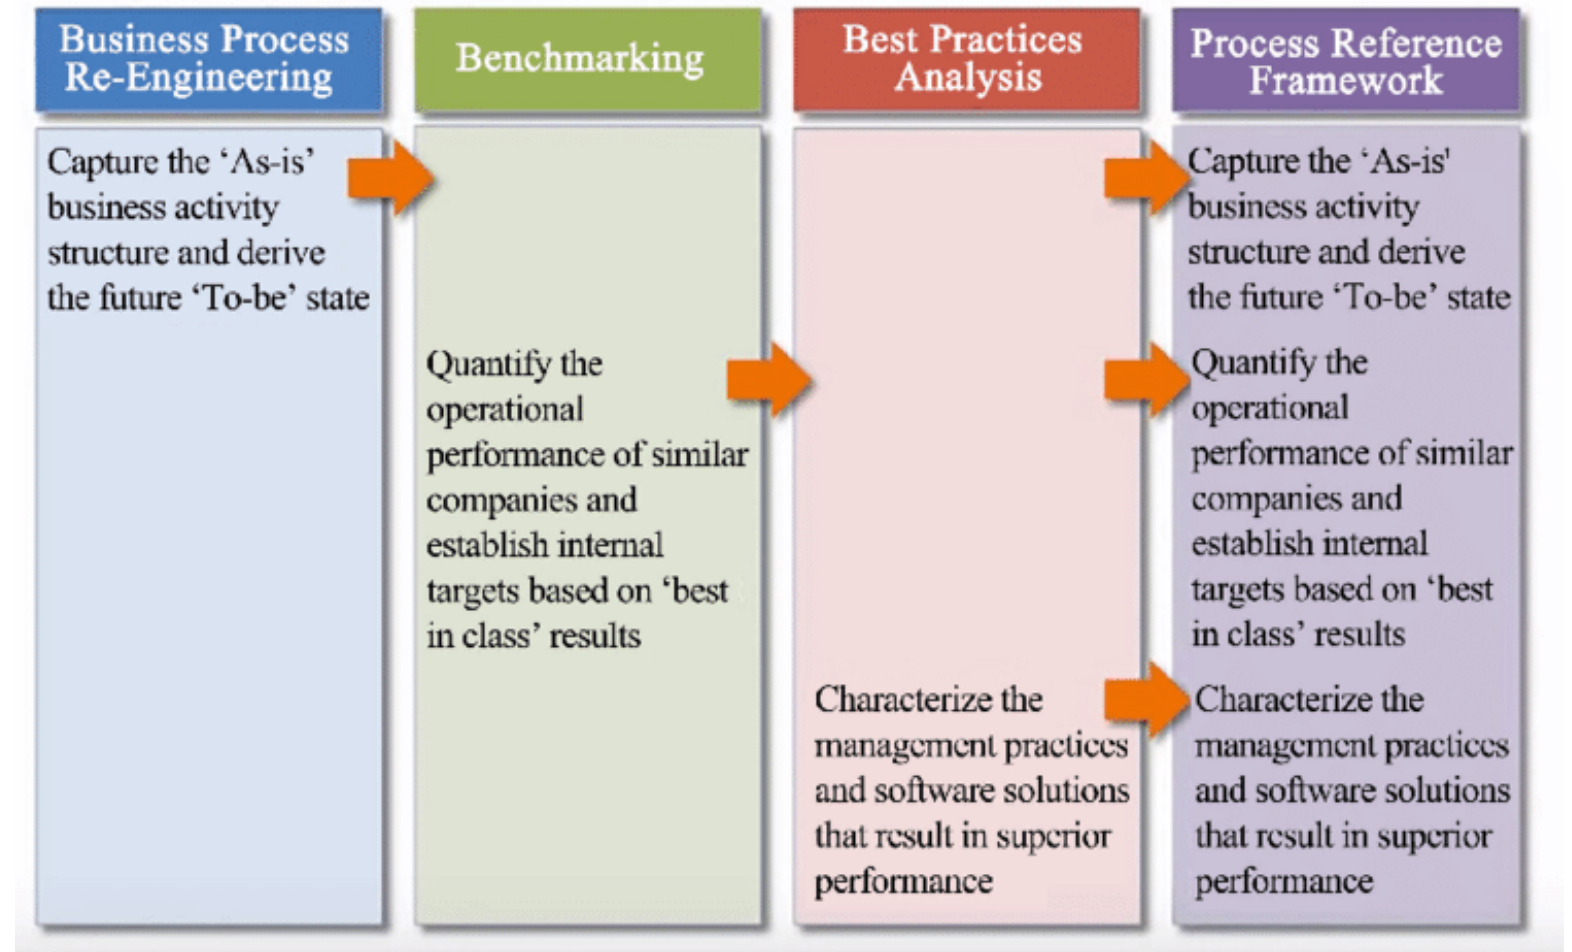 Business Process
Re-Engineering
Capture the ‘As-is’
business activity
structure and derive
the future ‘To-be’ state
Benchmarking
Quantify the
operational
performance of similar
companies and
establish internal
targets based on ‘best
in class’ results
Best Practices
Analysis
Characterize the
management practices
and software solutions
that result in superior
performance
Process Reference
Framework
Capture the ‘As-is'
business activity
structure and derive
the future ‘To-be’ state
Quantify the
operational
performance of similar
companies and
establish internal
targets based on ‘best
in class’ results
Characterize the
management practices
and software solutions
that result in superior
performance